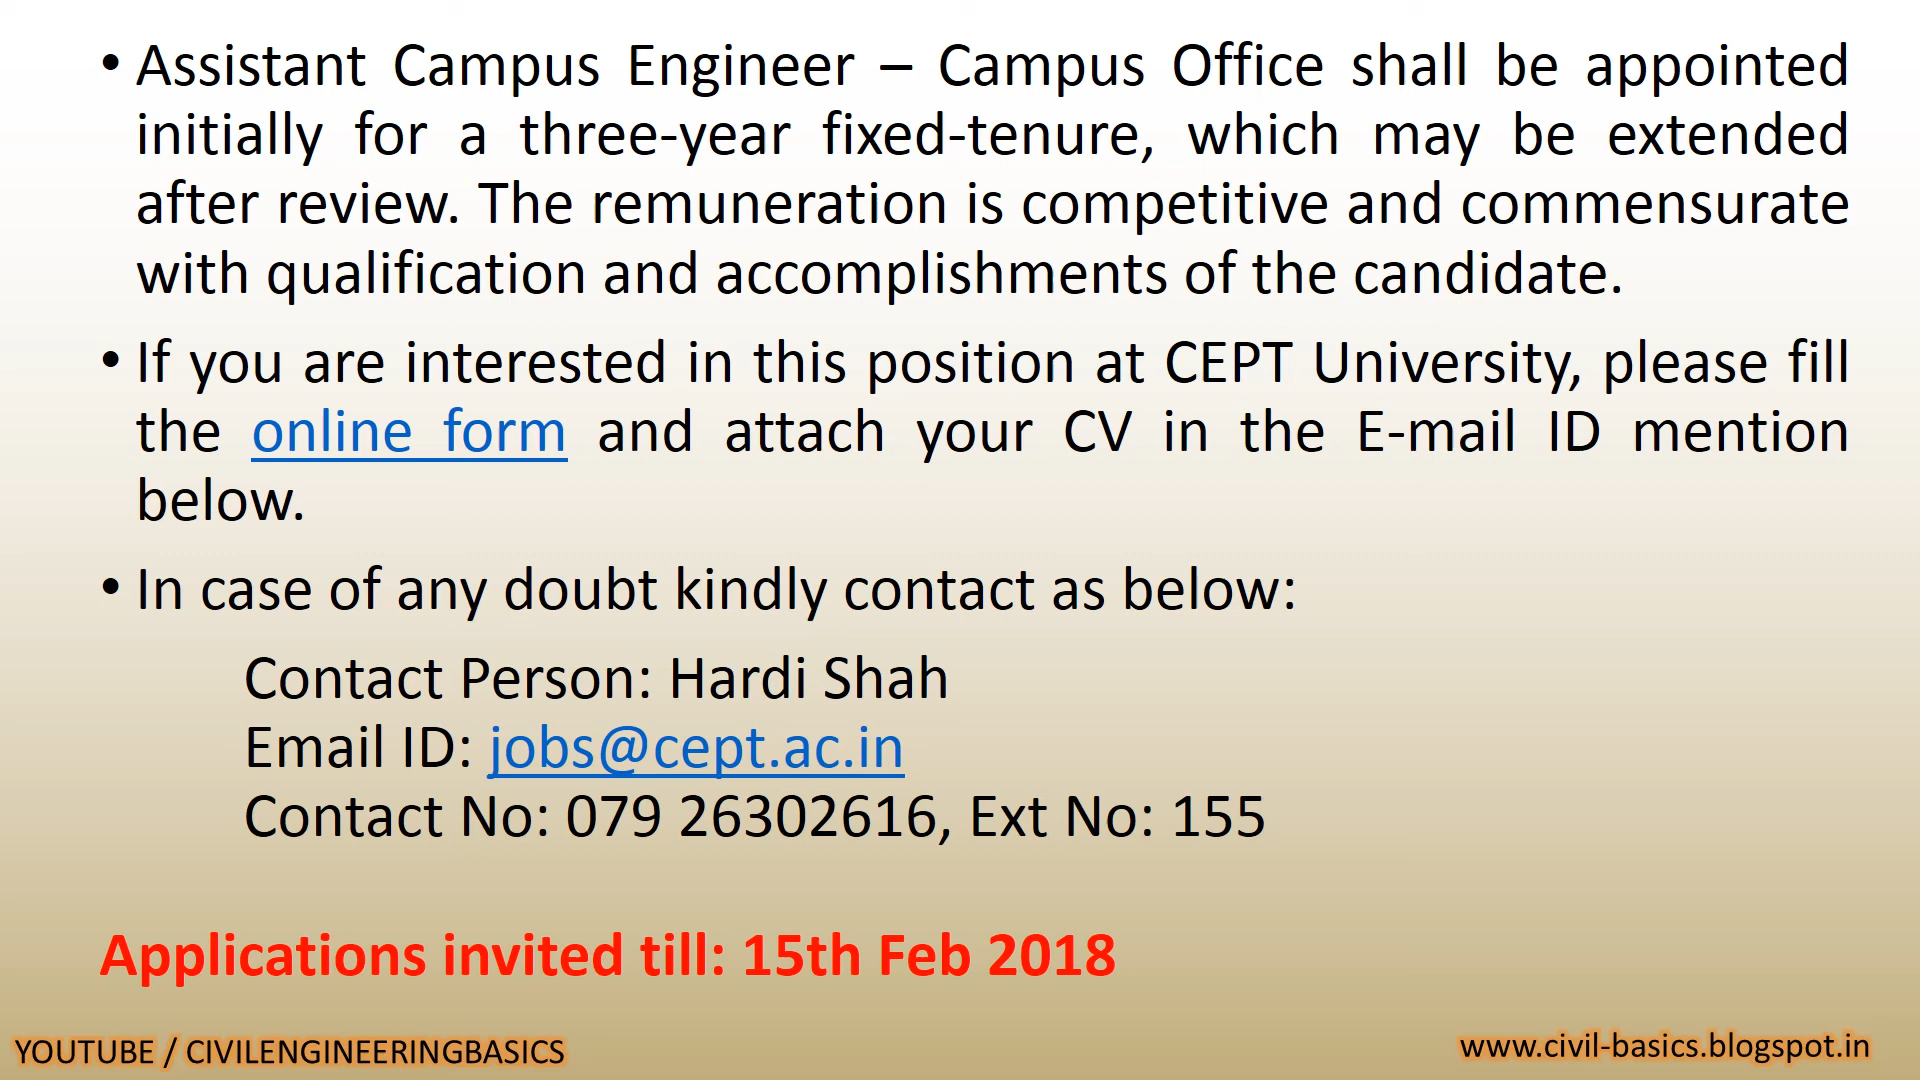 • Assistant Campus Engineer – Campus Office shall be appointed
initially for a three-year fixed-tenure, which may be extended
after review. The remuneration is competitive and commensurate
with qualification and accomplishments of the candidate.
• If you are interested in this position at CEPT University, please fill
the online form and attach your CV in the E-mail ID mention
below.
• In case of any doubt kindly contact as below:
Contact Person: Hardi Shah
Email ID: jobs@cept.ac.in
Contact No: 079 26302616, Ext No: 155
Applications invited till: 15th Feb 2018
YOUTUBE / CIVILENGINEERINGBASICS
www.civil-basics.blogspot.in